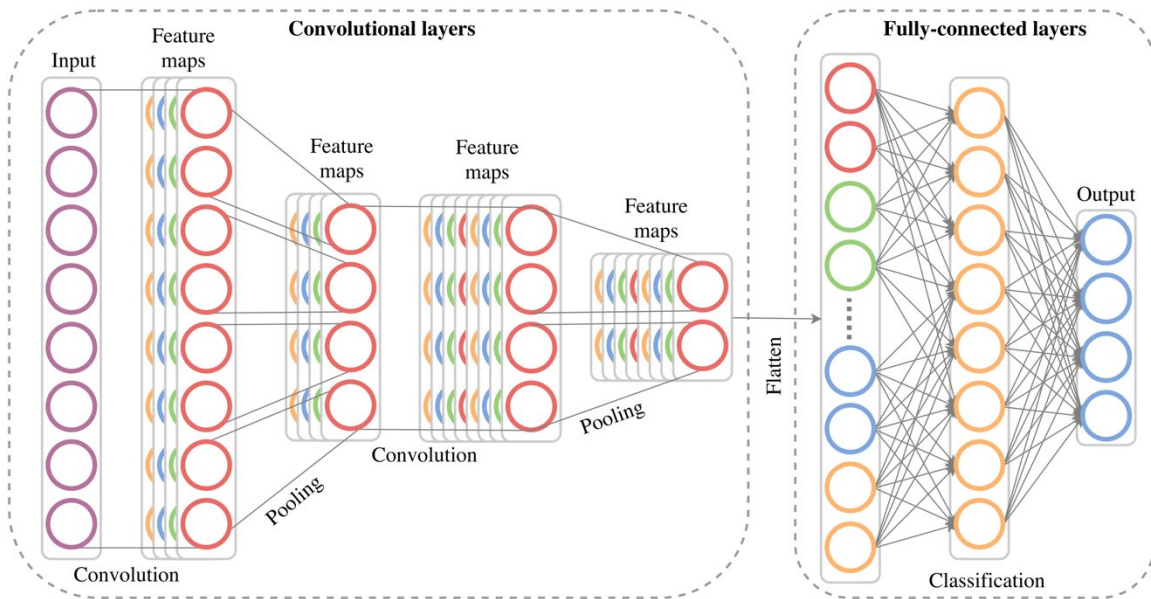 Convolutional layers
Fully-connected layers
Input
Feature
maps
Feature
maps
Feature
maps
Feature
maps
Output
Convolution
Pooling
Convolution
Pooling
Flatten
Classification